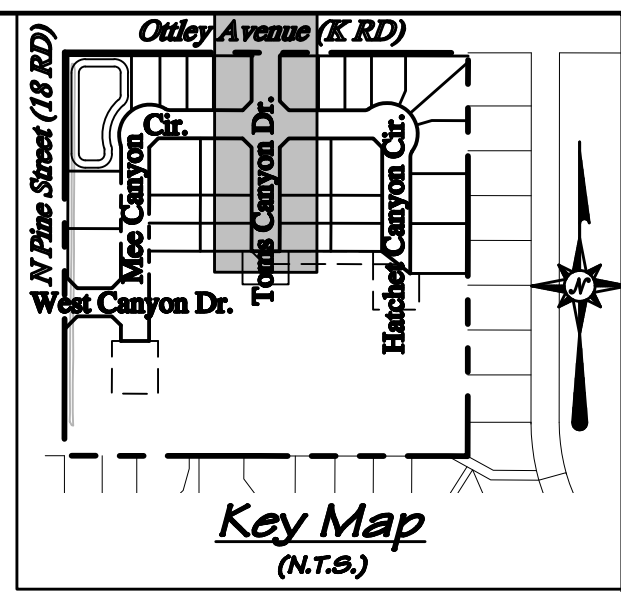 Ottley Avenue (K RD)
N Pine Street (18 RD)
Cir.
Mee Canyon
Toms Canyon Dr.
Hatchet Canyon Cir.
West Canyon Dr.
N
Key Map
(N.T.S.)